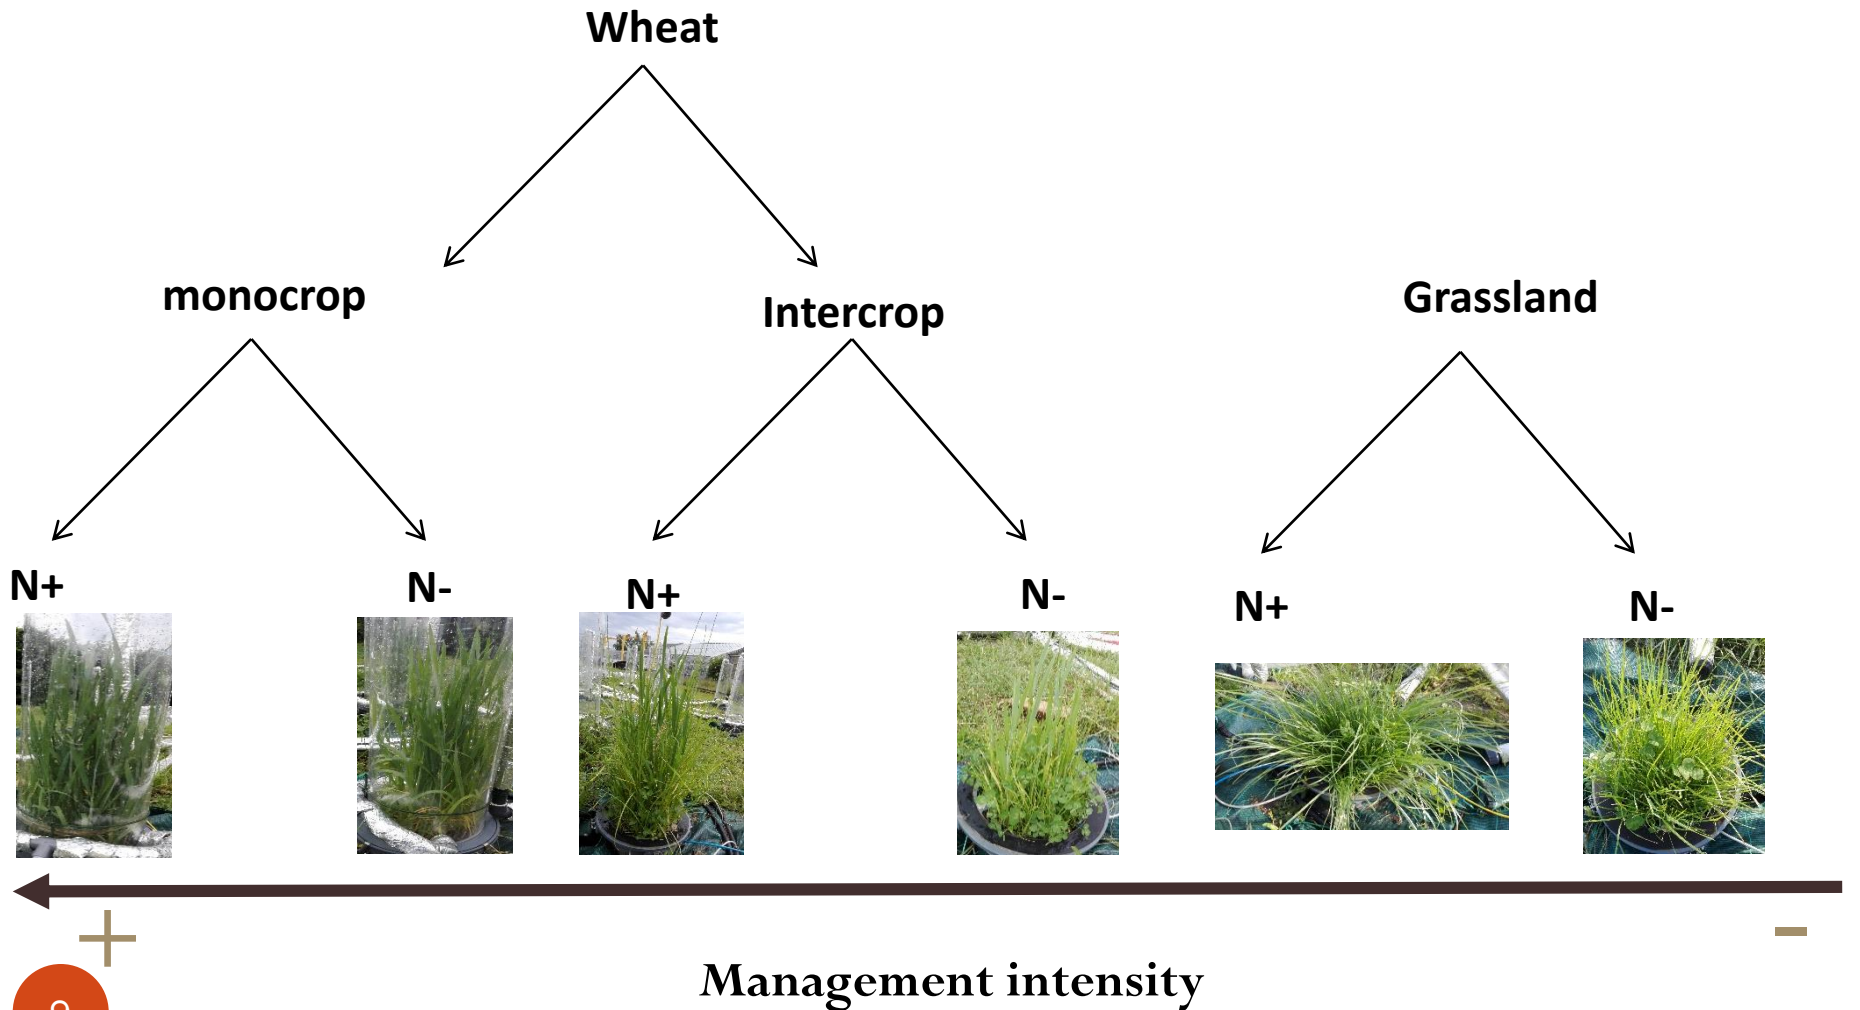 Wheat
monocrop
Intercrop
Grassland
N+
N-
N+
N-
N+
N-
+
-
Management intensity